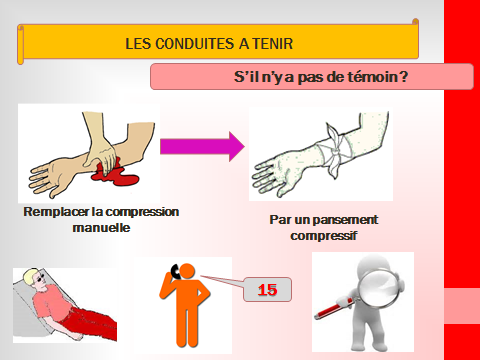 LES CONDUITES A TENIR
S'il n'y a pas de témoin ?
Remplacer la compression
manuelle
Par un pansement
compressif
15